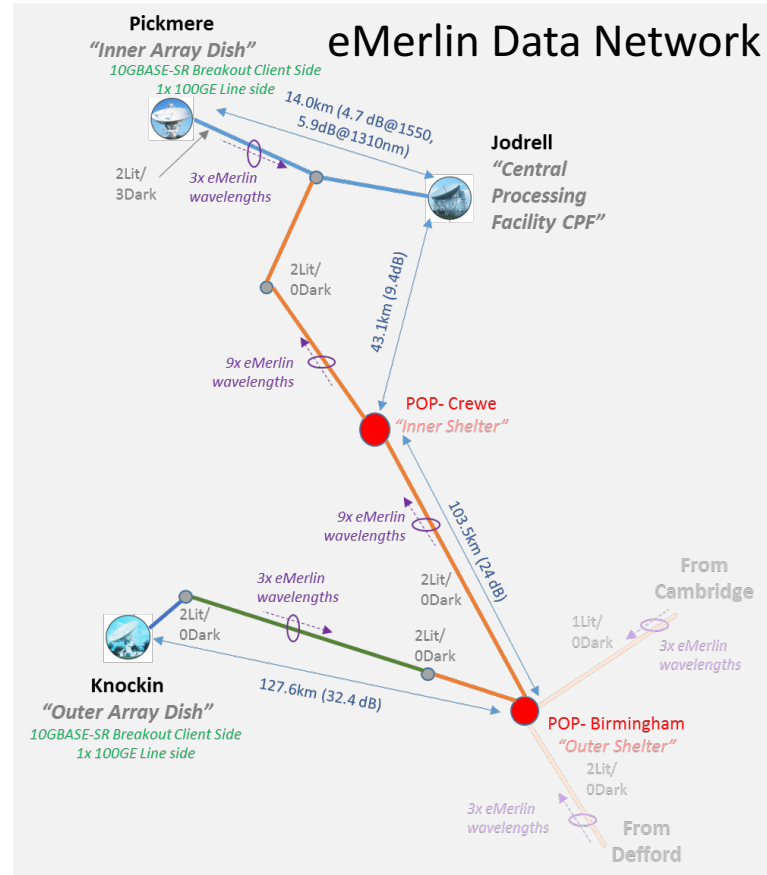 eMerlin Data Network
Pickmere
“Inner Array Dish”
10GBASE-SR Breakout Client Side
1x 100GE Line side
14.0km (4.7 dB@1550,
5.9dB@1310nm)
Jodrell
“Central
Processing
Facility CPF”
2Lit/
3Dark
3x eMerlin
wavelengths
2Lit/
0Dark
43.1km (9.4dB)
9x eMerlin
wavelengths
POP- Crewe
“Inner Shelter”
9x eMerlin
wavelengths
103.5km (24 dB)
2Lit/
0Dark
3x eMerlin
wavelengths
From
Cambridge
1Lit/
0Dark
3x eMerlin
wavelengths
2Lit/
0Dark
2Lit/
0Dark
Knockin
“Outer Array Dish”
10GBASE-SR Breakout Client Side
1x 100GE Line side
127.6km (32.4 dB)
POP- Birmingham
“Outer Shelter”
2Lit/
0Dark
3x eMerlin
wavelengths
From
Defford